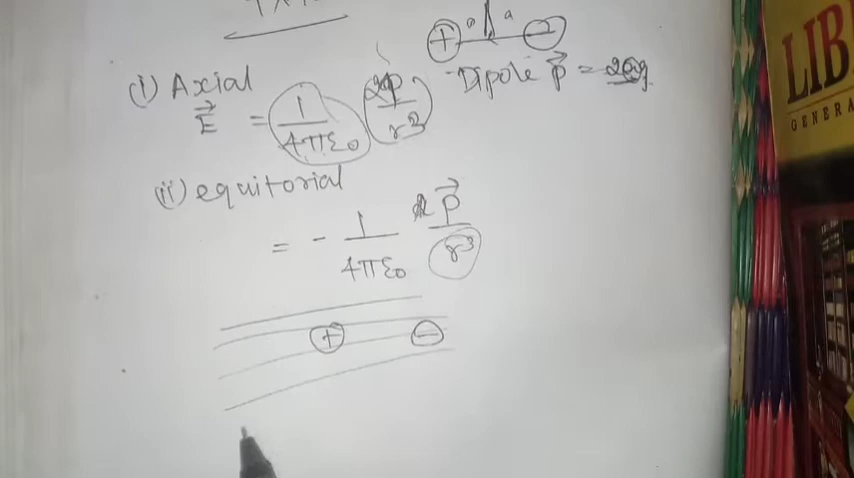 a a
+ −
(i) Axial
Dipole p⃗ = 2aq
E⃗ = 1/4πε₀ (2p/r³)
(ii) equitorial
= - 1/4πε₀ p⃗/r³
+ −
LIB
GENERA